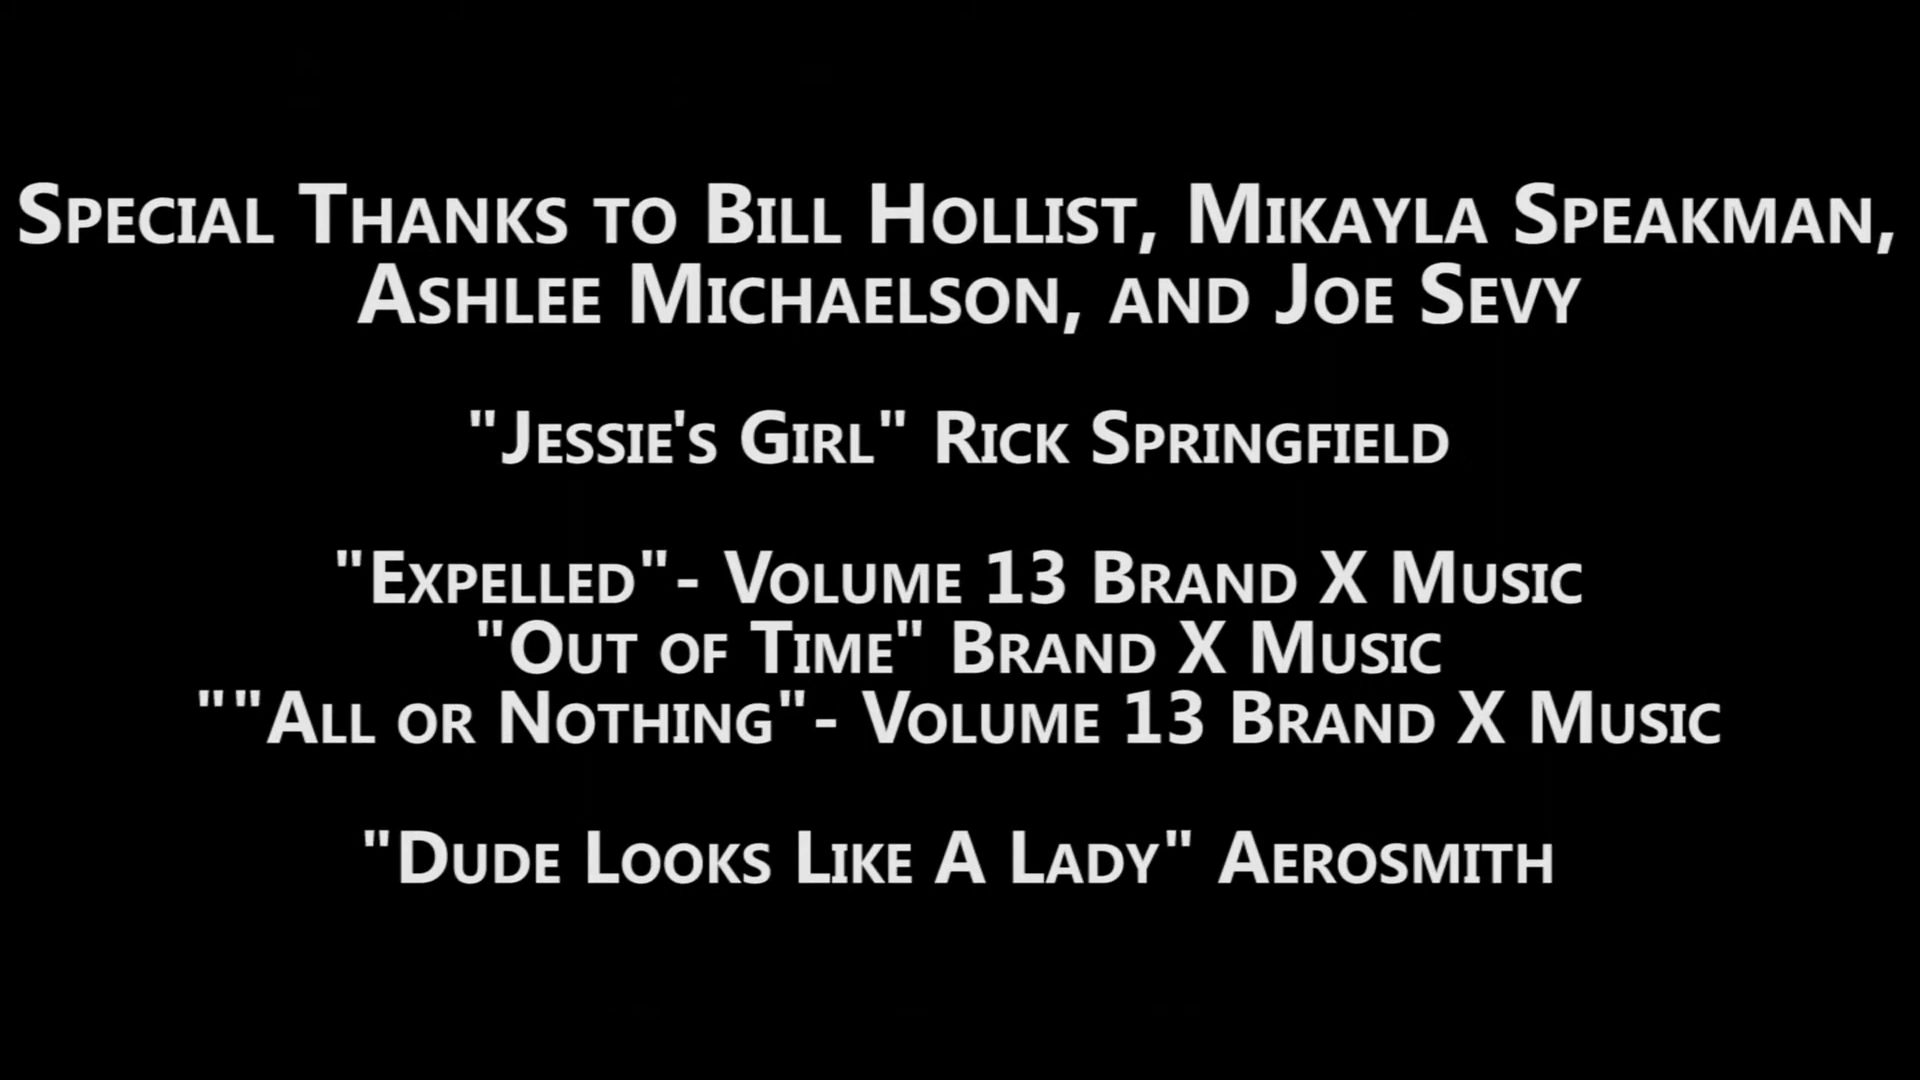 Special Thanks to Bill Hollist, Mikayla Speakman,
Ashlee Michaelson, and Joe Sevy
"Jessie's Girl" Rick Springfield
"Expelled"- Volume 13 Brand X Music
"Out of Time" Brand X Music
""All or Nothing"- Volume 13 Brand X Music
"Dude Looks Like A Lady" Aerosmith